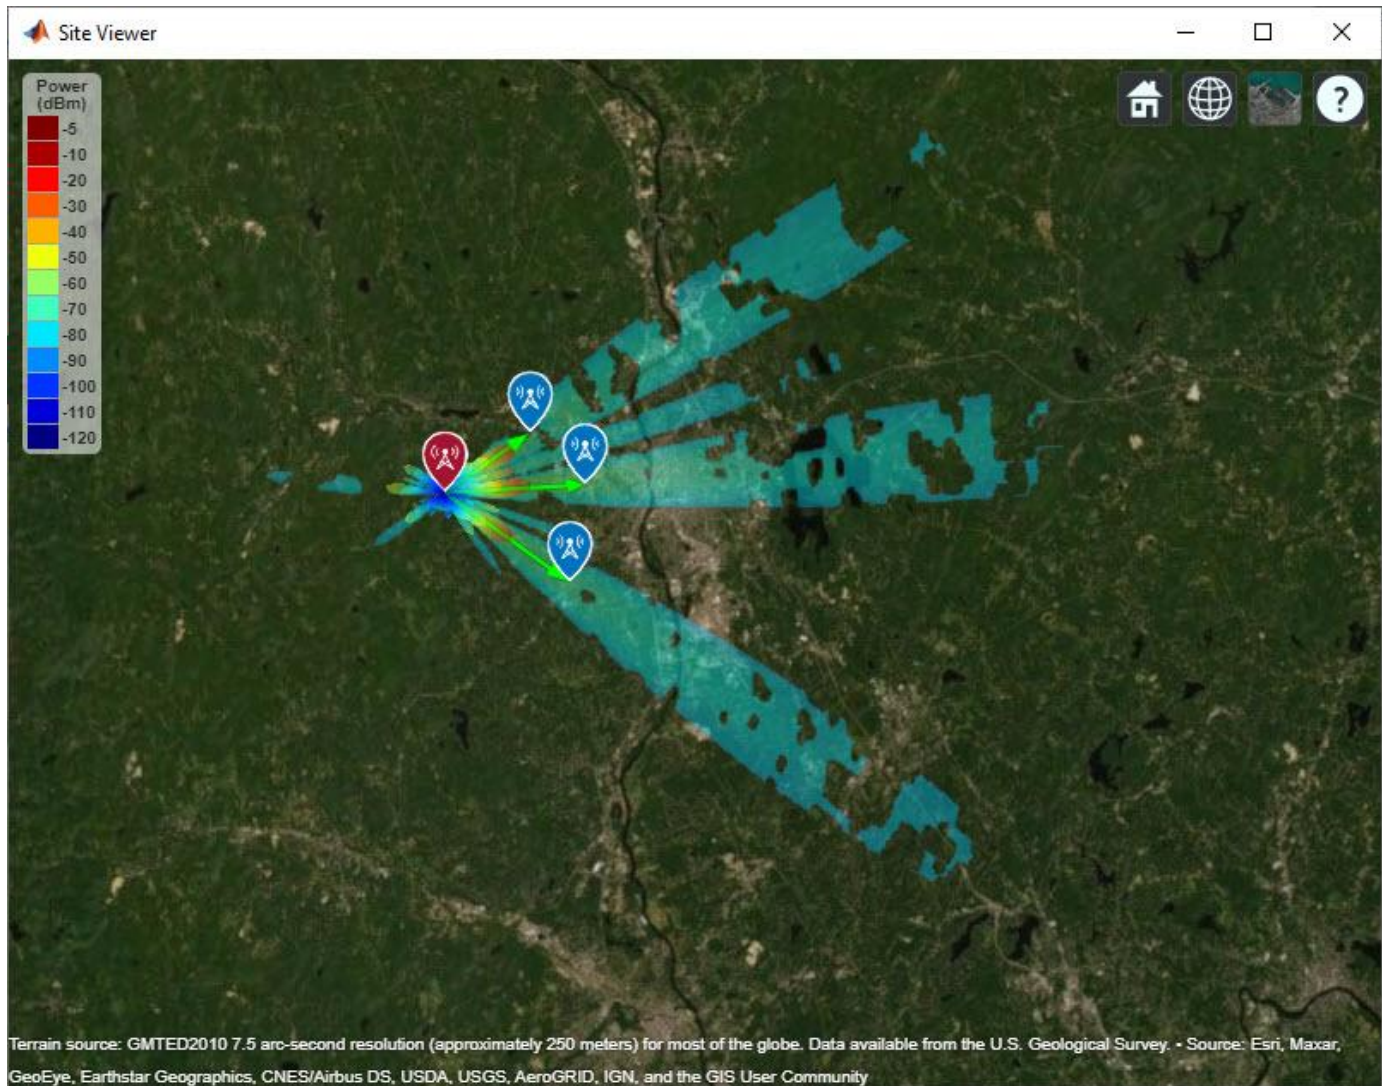 Site Viewer
Power
(dBm)
-5
-10
-20
-30
-40
-50
-60
-70
-80
-90
-100
-110
-120
?
Terrain source: GMTED2010 7.5 arc-second resolution (approximately 250 meters) for most of the globe. Data available from the U.S. Geological Survey. • Source: Esri, Maxar,
GeoEye, Earthstar Geographics, CNES/Airbus DS, USDA, USGS, AeroGRID, IGN, and the GIS User Community